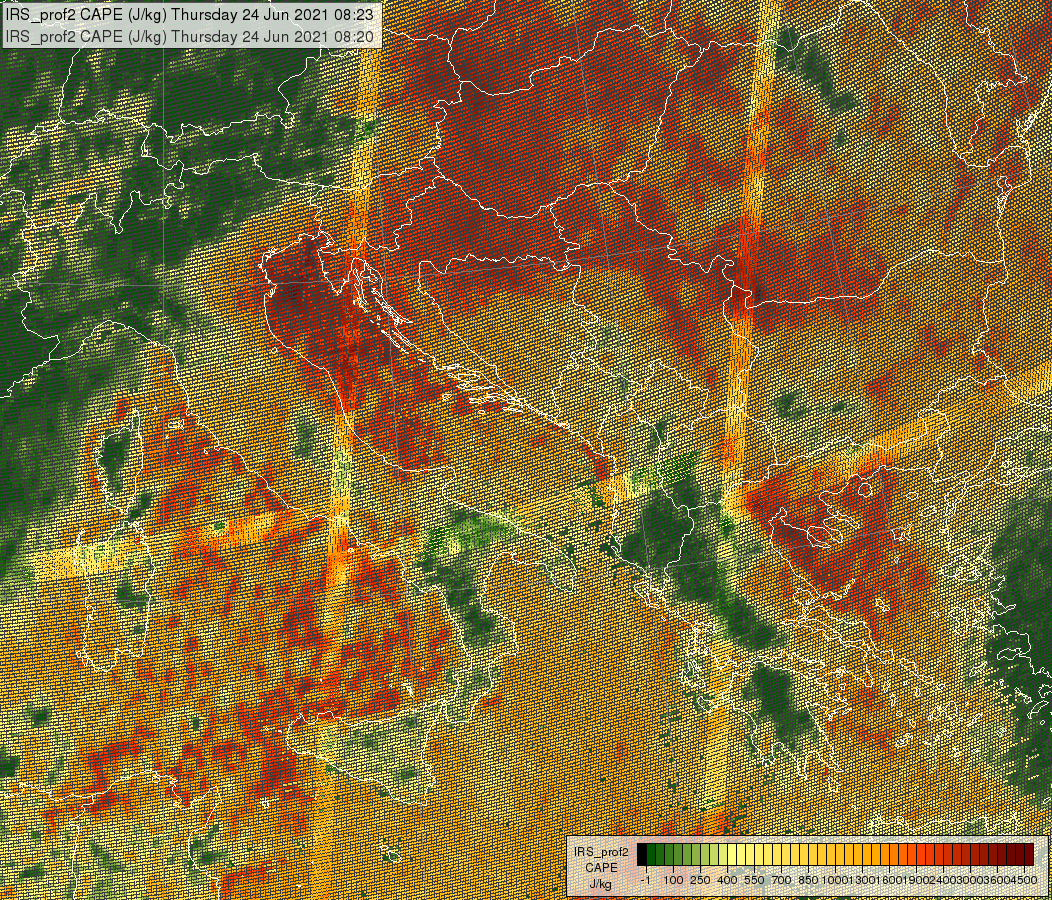 IRS_prof2 CAPE (J/kg) Thursday 24 Jun 2021 08:23
IRS_prof2 CAPE (J/kg) Thursday 24 Jun 2021 08:20
IRS_prof2
CAPE
J/kg
-1 100 250 400 550 700 850 1000 1300 1600 1900 2400 3000 3600 4500